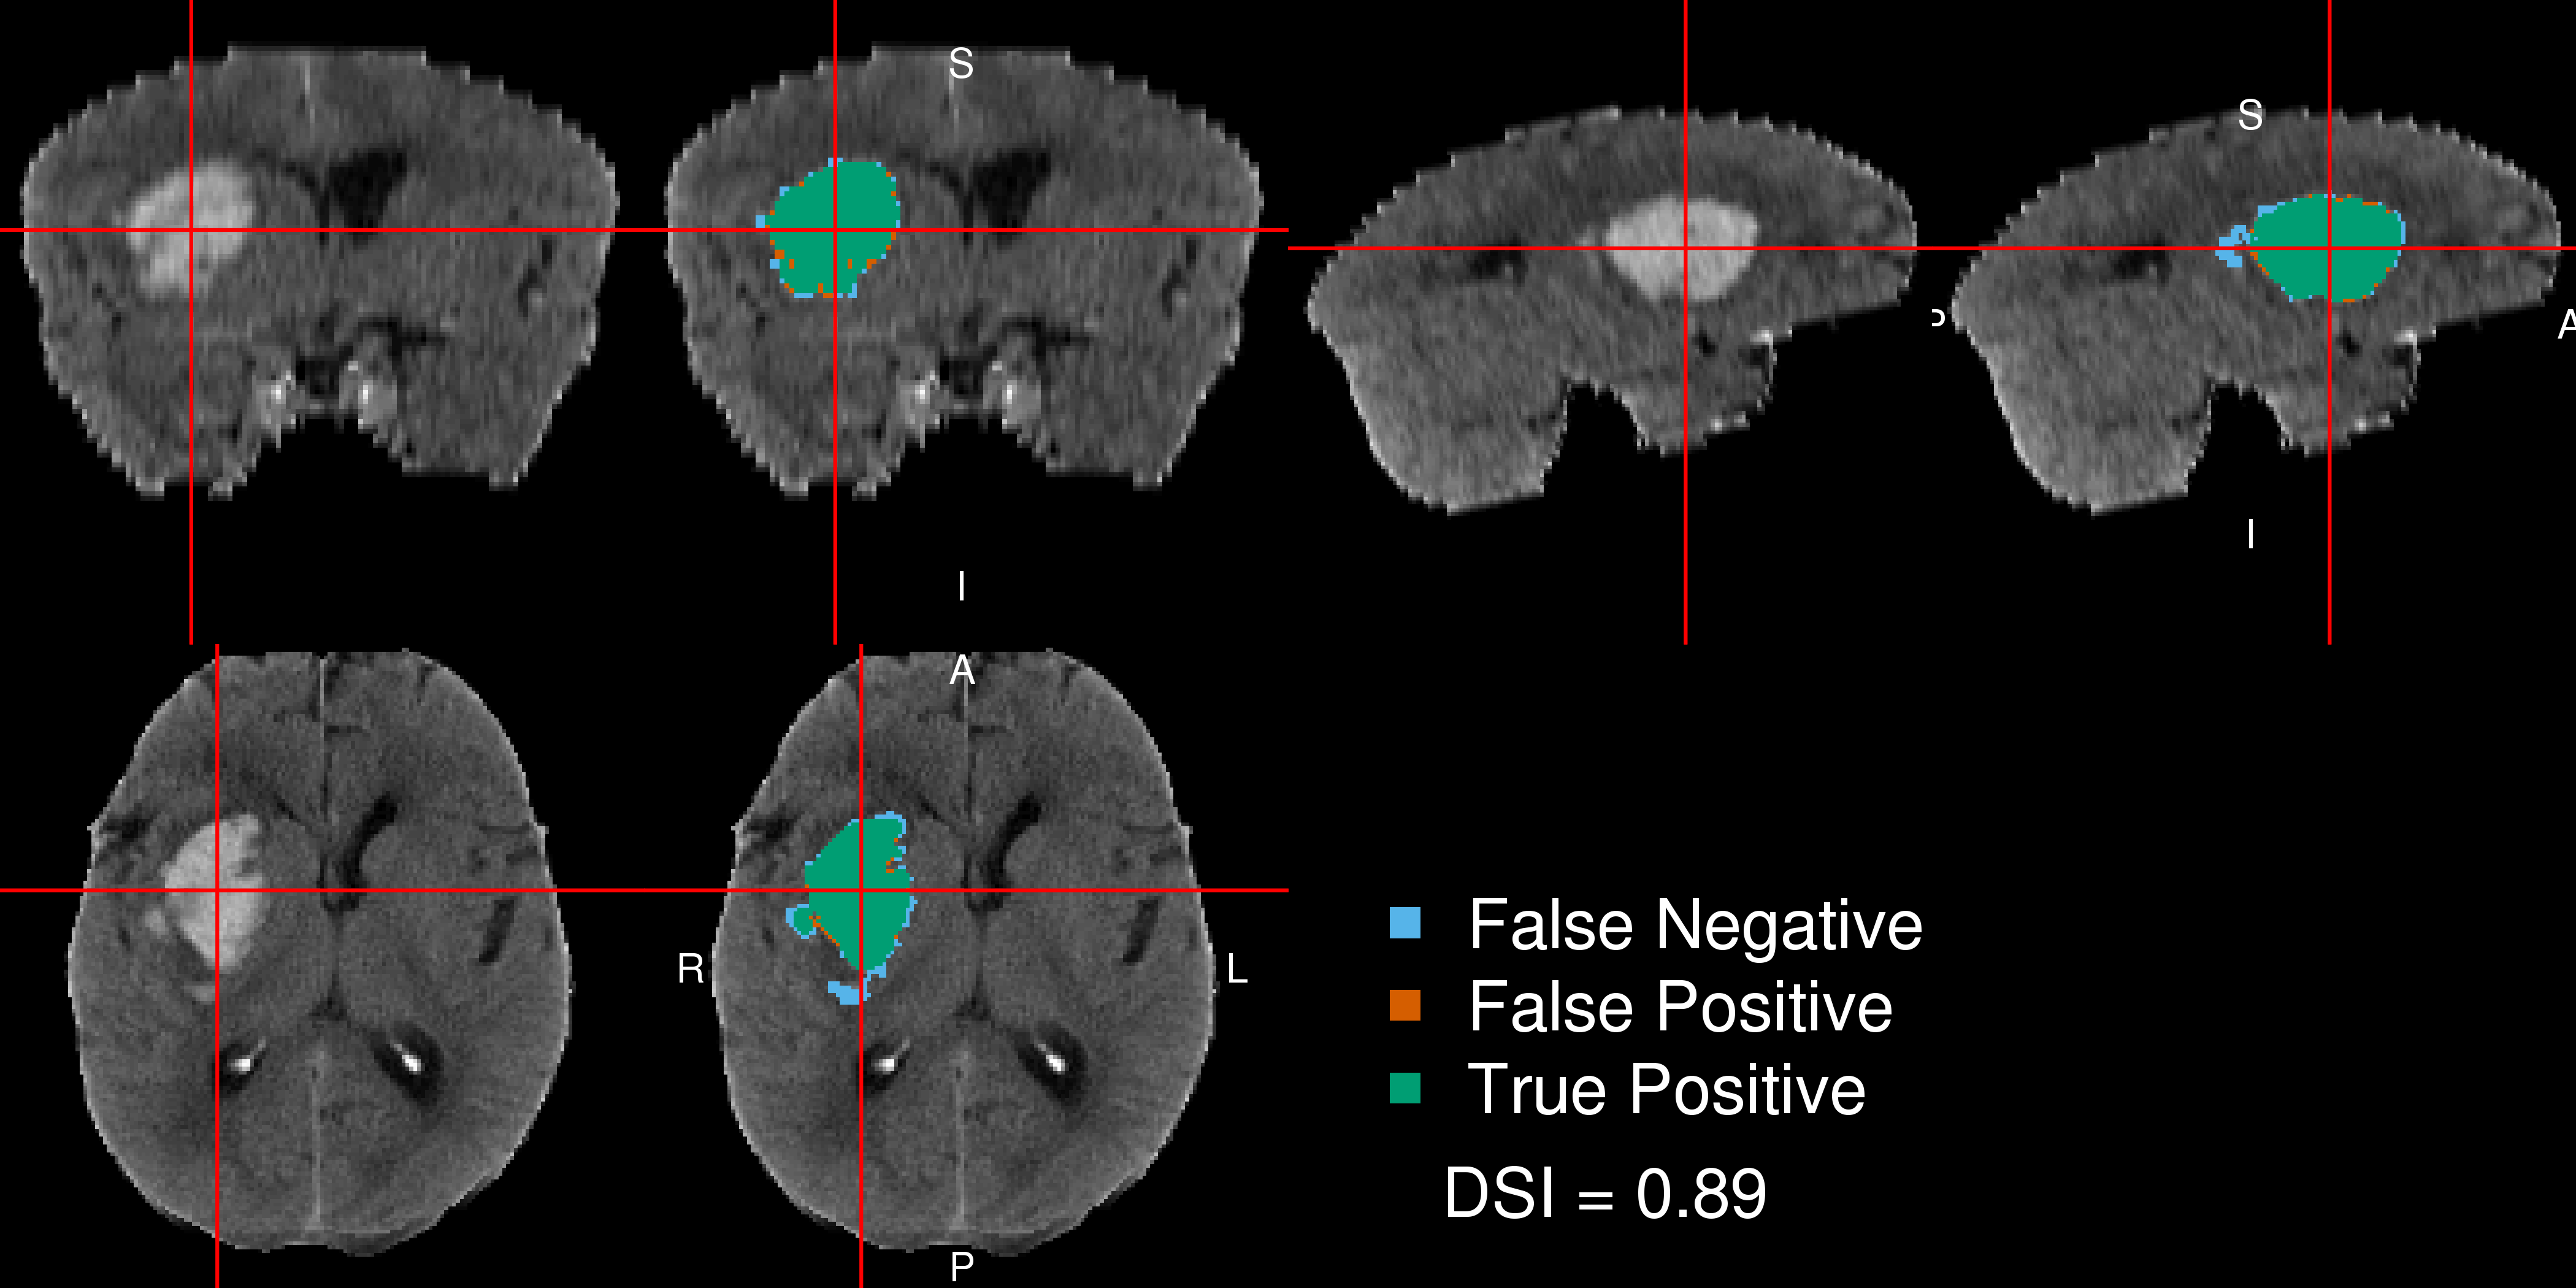 S
S
P
A
I
I
A
R
L
False Negative
False Positive
True Positive
DSI = 0.89
P